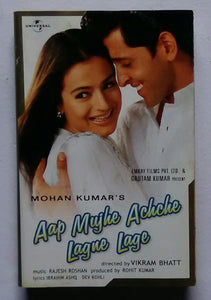 UNIVERSAL
EMKAY FILMS PVT. LTD. &
GAUTAM KUMAR
PRESENT
MOHAN KUMAR'S
Aap Mujhe Achche
Lagne Lage
directed by VIKRAM BHATT
music RAJESH ROSHAN produced by ROHIT KUMAR
lyrics IBRAHIM ASHQ DEV KOHLI